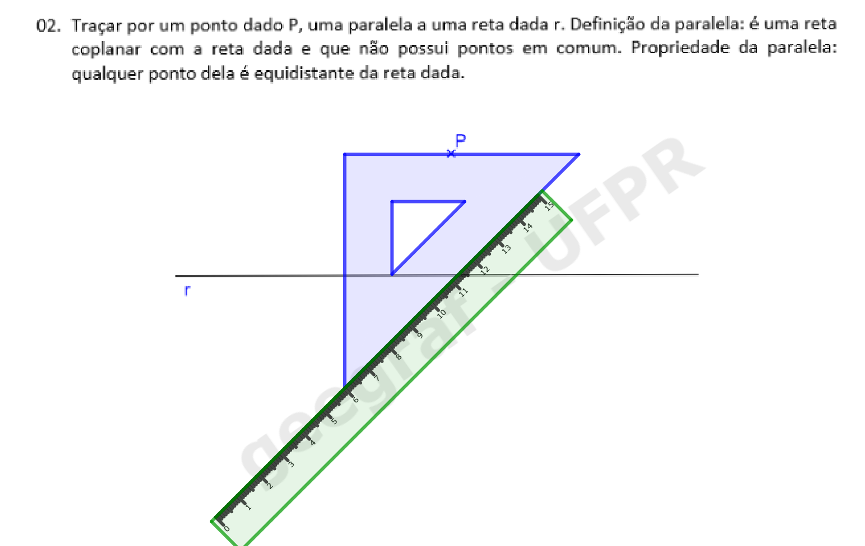 02. Traçar por um ponto dado P, uma paralela a uma reta dada r. Definição da paralela: é uma reta
coplanar com a reta dada e que não possui pontos em comum. Propriedade da paralela:
qualquer ponto dela é equidistante da reta dada.
P
r
0 1 2 3 4 5 6 7 8 9 10 11 12 13 14 15
geegraf - UFPR